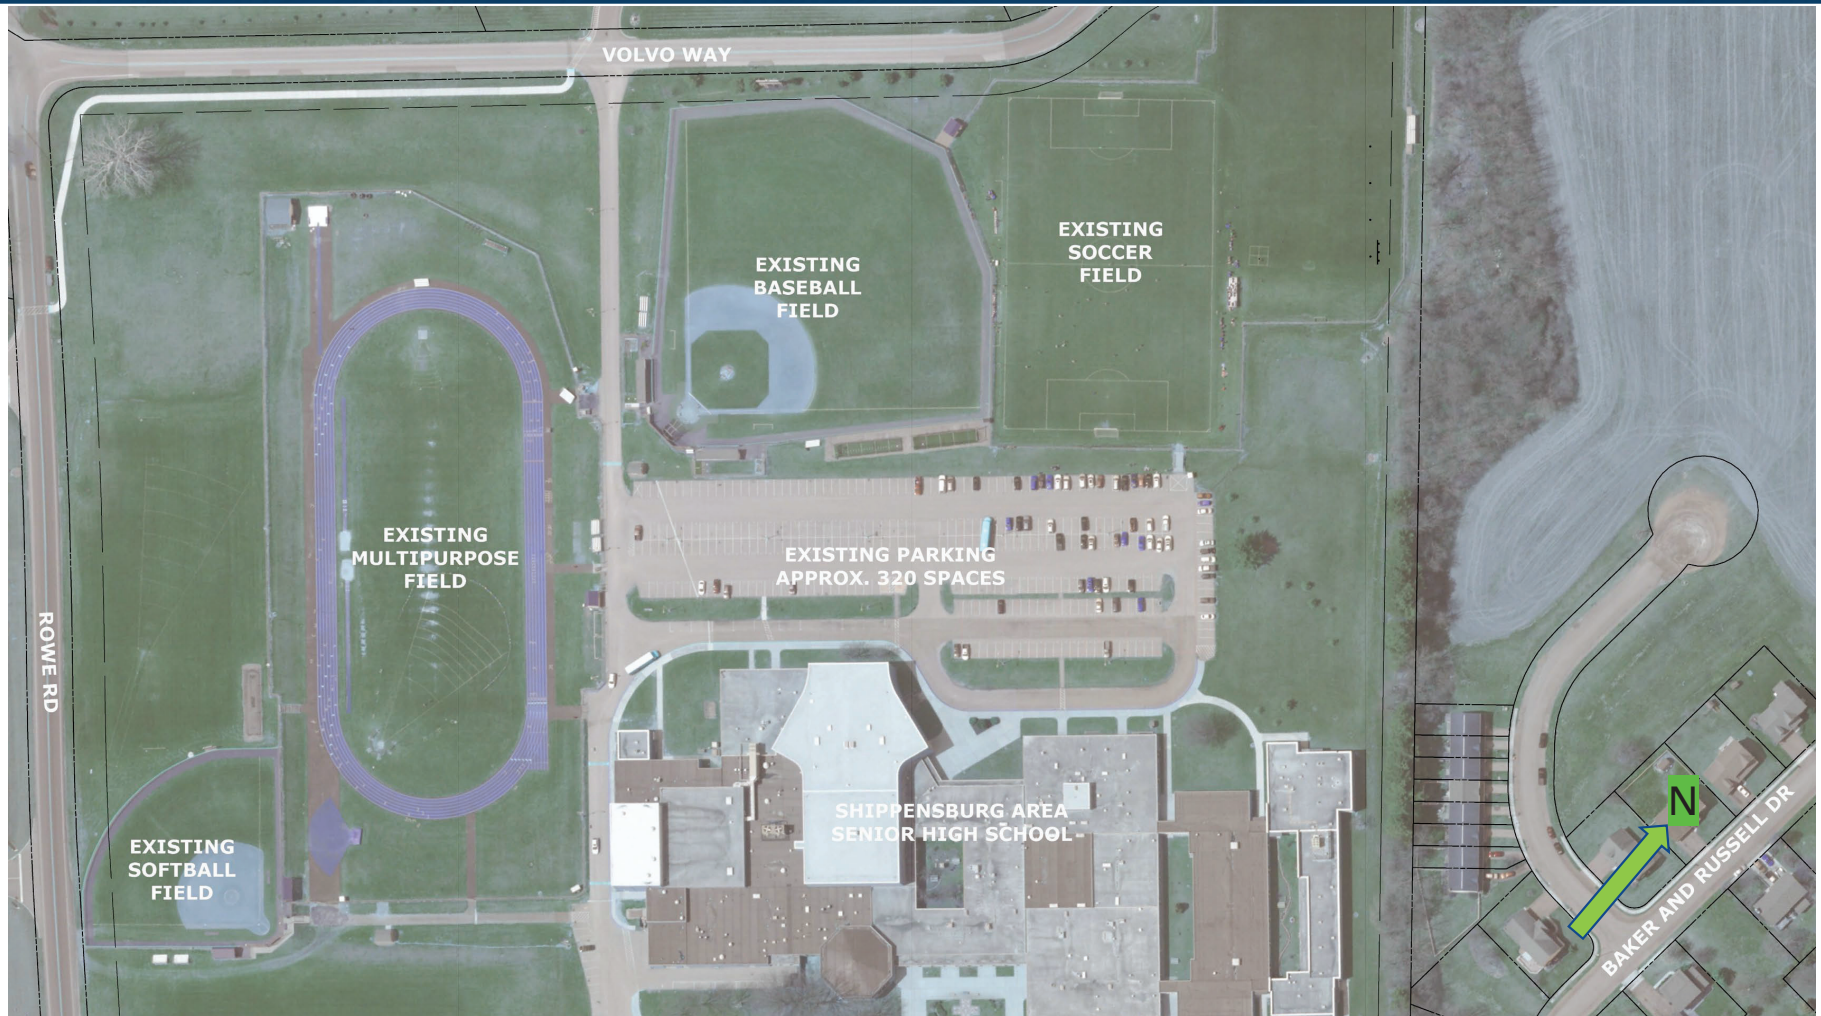 VOLVO WAY
EXISTING
SOCCER
FIELD
EXISTING
BASEBALL
FIELD
EXISTING
MULTIPURPOSE
FIELD
EXISTING PARKING
APPROX. 320 SPACES
ROWE RD
SHIPPENSBURG AREA
SENIOR HIGH SCHOOL
EXISTING
SOFTBALL
FIELD
N
BAKER AND RUSSELL DR